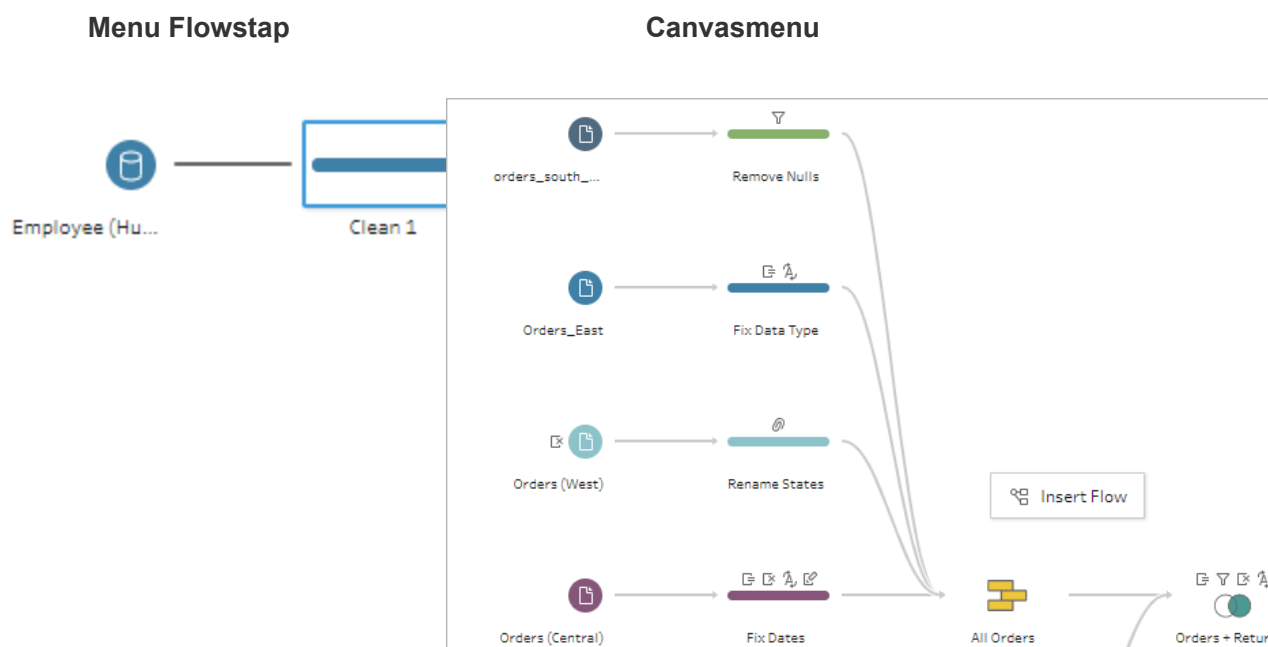 Menu Flowstap
Canvasmenu
Employee (Hu...
Clean 1
orders_south_...
Remove Nulls
Orders_East
Fix Data Type
Orders (West)
Rename States
Insert Flow
Orders (Central)
Fix Dates
All Orders
Orders + Retur